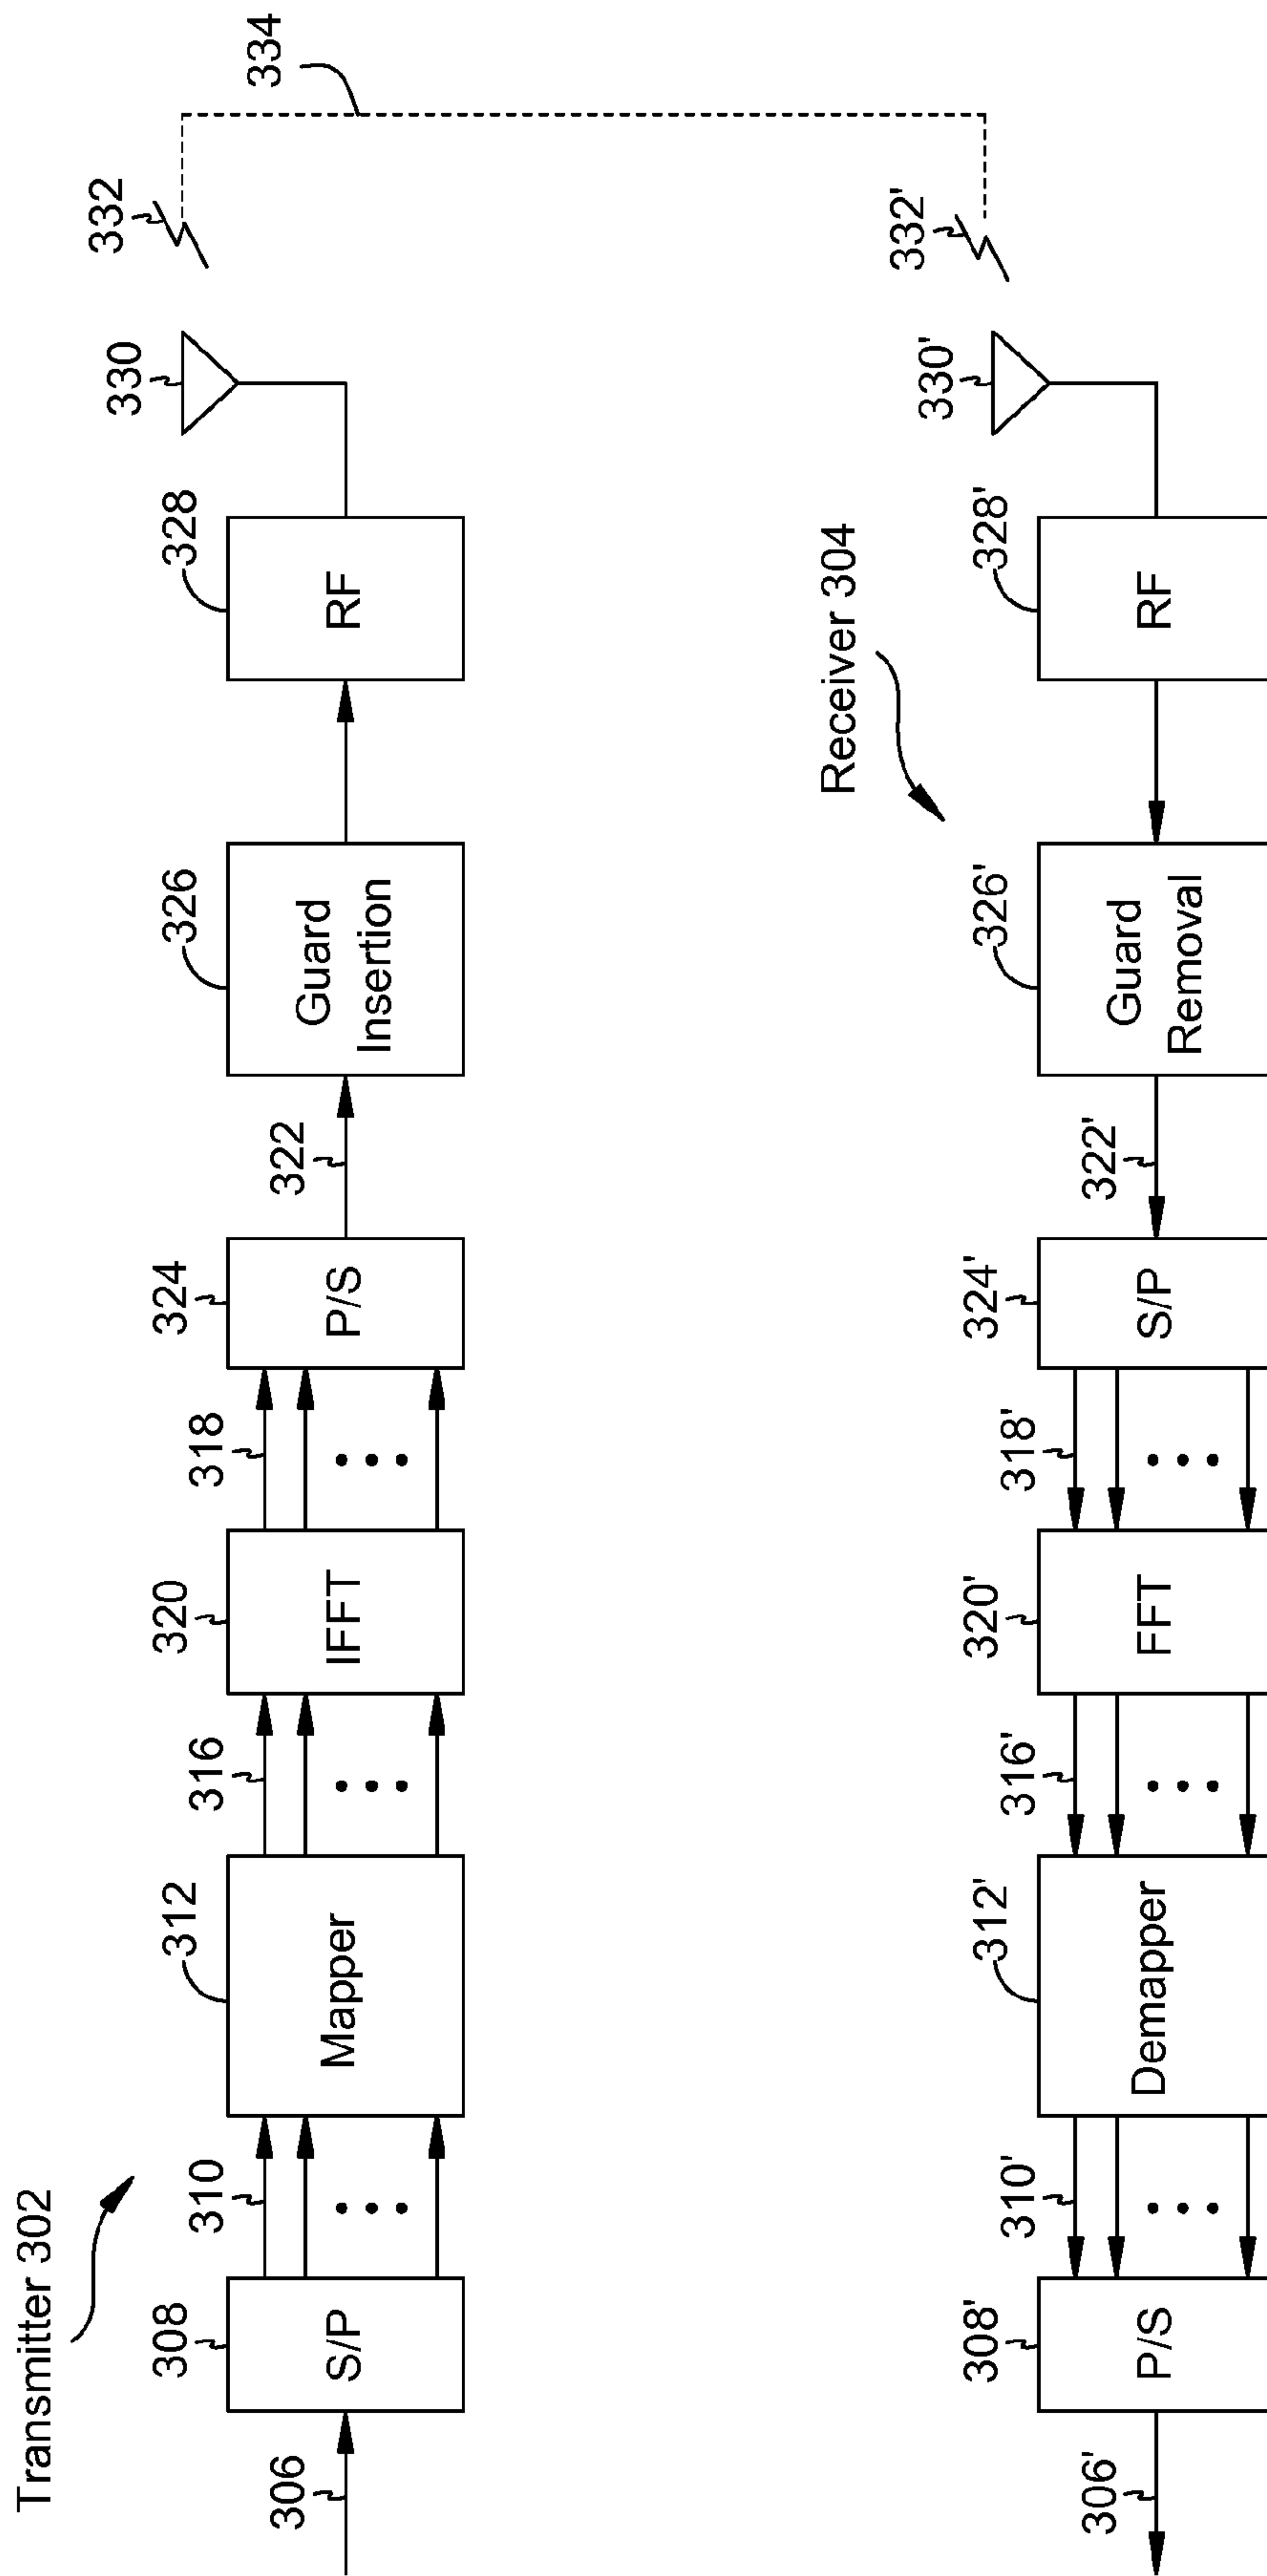 Transmitter 302
306
308
S/P
310
312
Mapper
316
320
IFFT
318
324
P/S
322
326
Guard
Insertion
328
RF
330
332
334
Receiver 304
306'
308'
P/S
310'
312'
Demapper
316'
320'
FFT
318'
324'
S/P
322'
326'
Guard
Removal
328'
RF
330'
332'